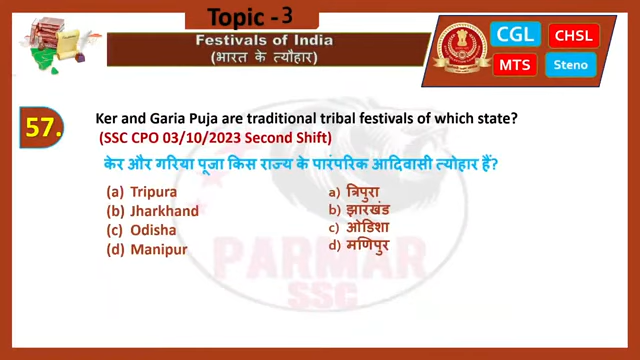 Topic -3
Festivals of India
(भारत के त्यौहार)
CGL
CHSL
MTS
Steno
57.
Ker and Garia Puja are traditional tribal festivals of which state?
(SSC CPO 03/10/2023 Second Shift)
केर और गरिया पूजा किस राज्य के पारंपरिक आदिवासी त्योहार हैं?
(a) Tripura
(b) Jharkhand
(c) Odisha
(d) Manipur
a) त्रिपुरा
b) झारखंड
c) ओडिशा
d) मणिपुर
PARMAR
SSC